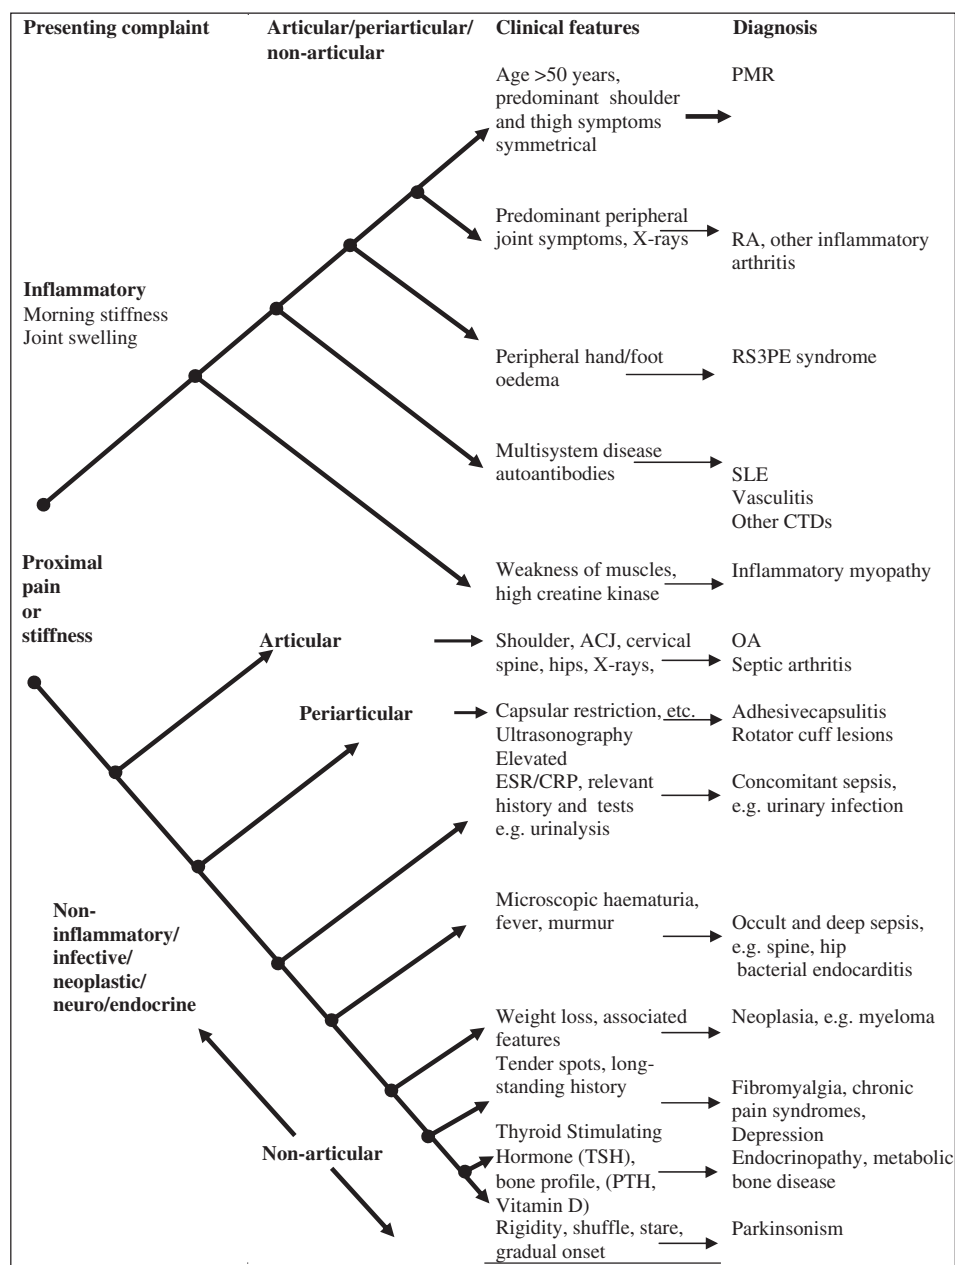 Presenting complaint
Articular/periarticular/
non-articular
Clinical features
Diagnosis
Age >50 years,
predominant shoulder
and thigh symptoms
symmetrical
PMR
Predominant peripheral
joint symptoms, X-rays
RA, other inflammatory
arthritis
Inflammatory
Morning stiffness
Joint swelling
Peripheral hand/foot
oedema
RS3PE syndrome
Multisystem disease
autoantibodies
SLE
Vasculitis
Other CTDs
Proximal
pain
or
stiffness
Weakness of muscles,
high creatine kinase
Inflammatory myopathy
Articular
Shoulder, ACJ, cervical
spine, hips, X-rays,
OA
Septic arthritis
Periarticular
Capsular restriction, etc.
Ultrasonography
Adhesivecapsulitis
Rotator cuff lesions
Elevated
ESR/CRP, relevant
history and tests
e.g. urinalysis
Concomitant sepsis,
e.g. urinary infection
Non-
inflammatory/
infective/
neoplastic/
neuro/endocrine
Microscopic haematuria,
fever, murmur
Occult and deep sepsis,
e.g. spine, hip
bacterial endocarditis
Weight loss, associated
features
Neoplasia, e.g. myeloma
Tender spots, long-
standing history
Fibromyalgia, chronic
pain syndromes,
Depression
Non-articular
Thyroid Stimulating
Hormone (TSH),
bone profile, (PTH,
Vitamin D)
Endocrinopathy, metabolic
bone disease
Rigidity, shuffle, stare,
gradual onset
Parkinsonism